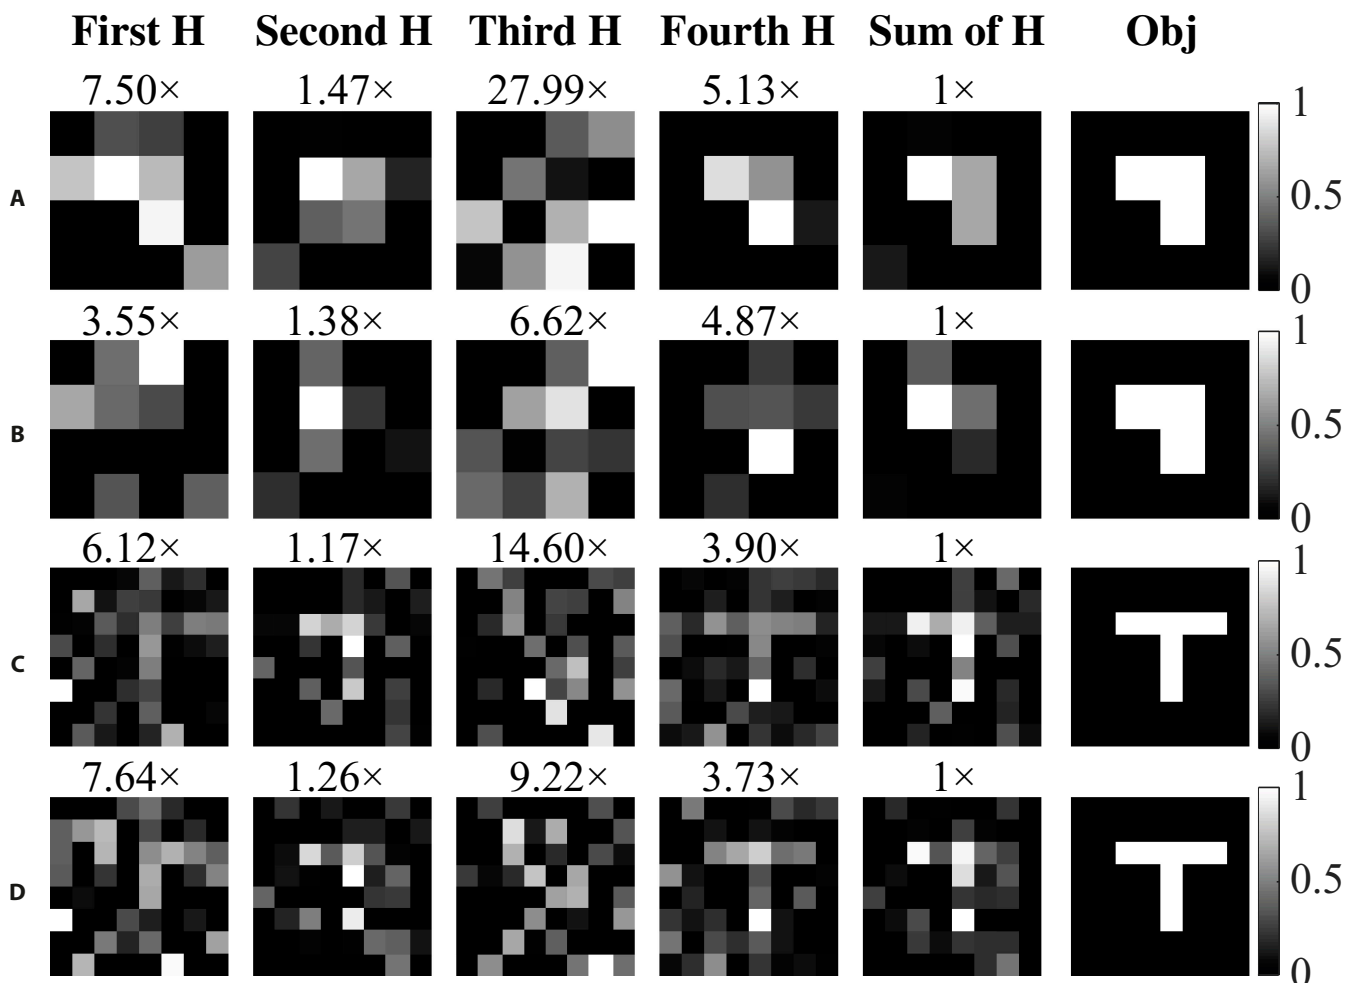 First H Second H Third H Fourth H Sum of H Obj
7.50× 1.47× 27.99× 5.13× 1×
A
1
0.5
0
3.55× 1.38× 6.62× 4.87× 1×
B
1
0.5
0
6.12× 1.17× 14.60× 3.90× 1×
C
1
0.5
0
7.64× 1.26× 9.22× 3.73× 1×
D
1
0.5
0